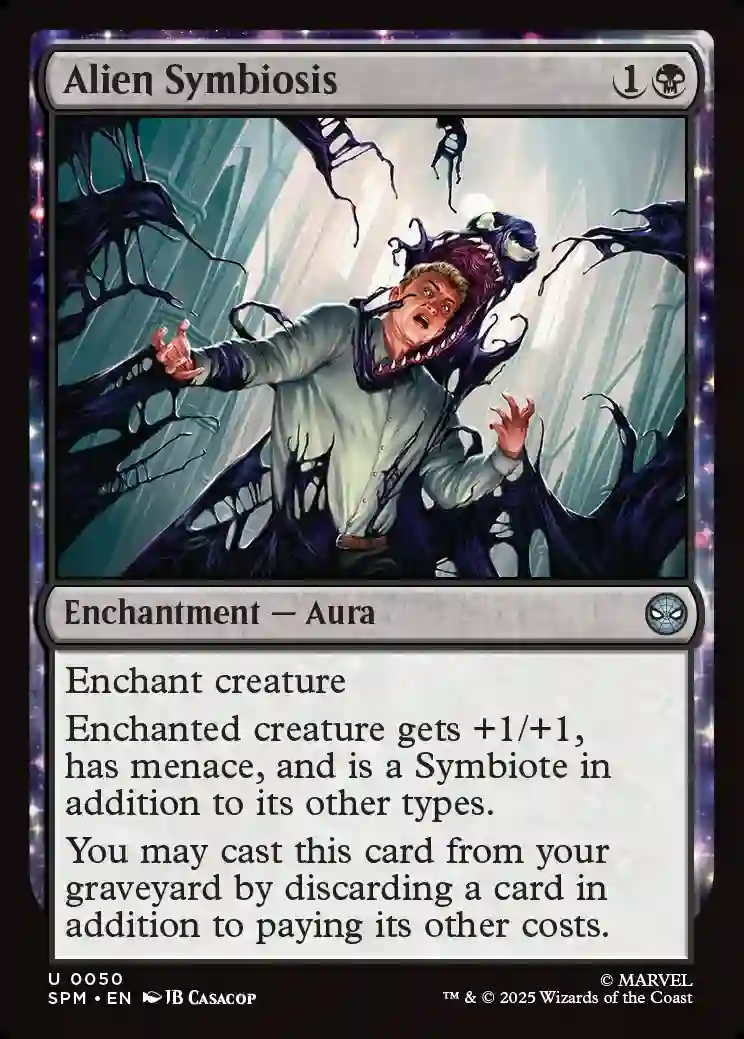 Alien Symbiosis 1
Enchantment — Aura
Enchant creature
Enchanted creature gets +1/+1,
has menace, and is a Symbiote in
addition to its other types.
You may cast this card from your
graveyard by discarding a card in
addition to paying its other costs.
U 0050 © MARVEL
SPM • EN JB Casacop ™ & © 2025 Wizards of the Coast